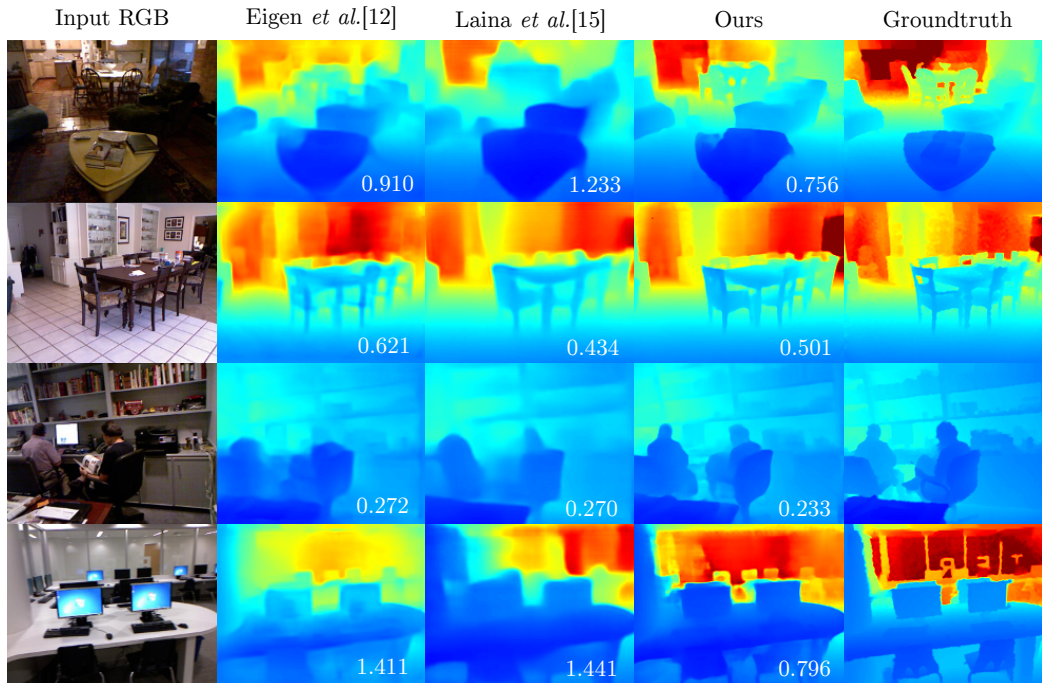 Input RGB Eigen et al.[12] Laina et al.[15] Ours Groundtruth
0.910 1.233 0.756
0.621 0.434 0.501
0.272 0.270 0.233
T E R
1.411 1.441 0.796